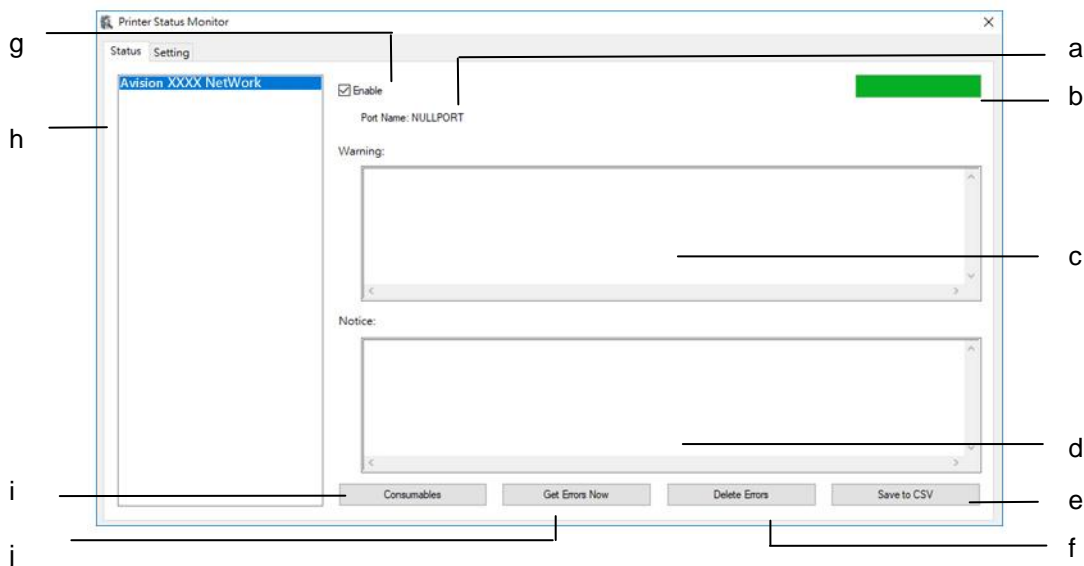 Printer Status Monitor
g
Status Setting
a
Avision XXXX NetWork
Enable
b
Port Name: NULLPORT
h
Warning:
c
Notice:
d
i
Consumables Get Errors Now Delete Errors Save to CSV
e
j
f